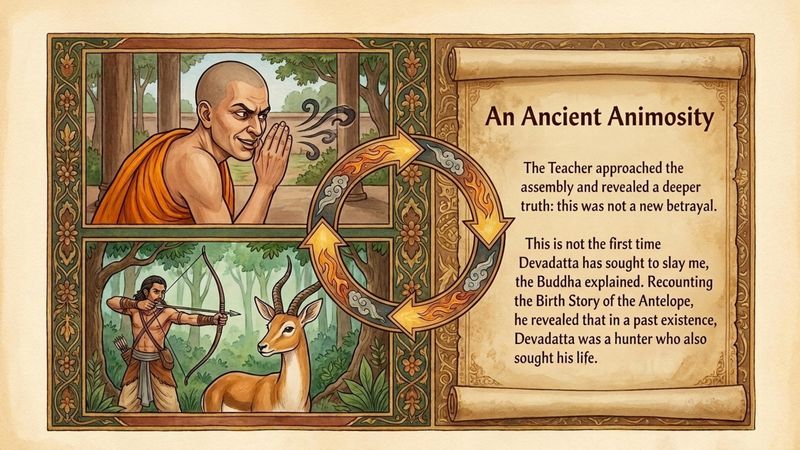 An Ancient Animosity
The Teacher approached the
assembly and revealed a deeper
truth: this was not a new betrayal.
This is not the first time
Devadatta has sought to slay me,
the Buddha explained. Recounting
the Birth Story of the Antelope,
he revealed that in a past existence,
Devadatta was a hunter who also
sought his life.